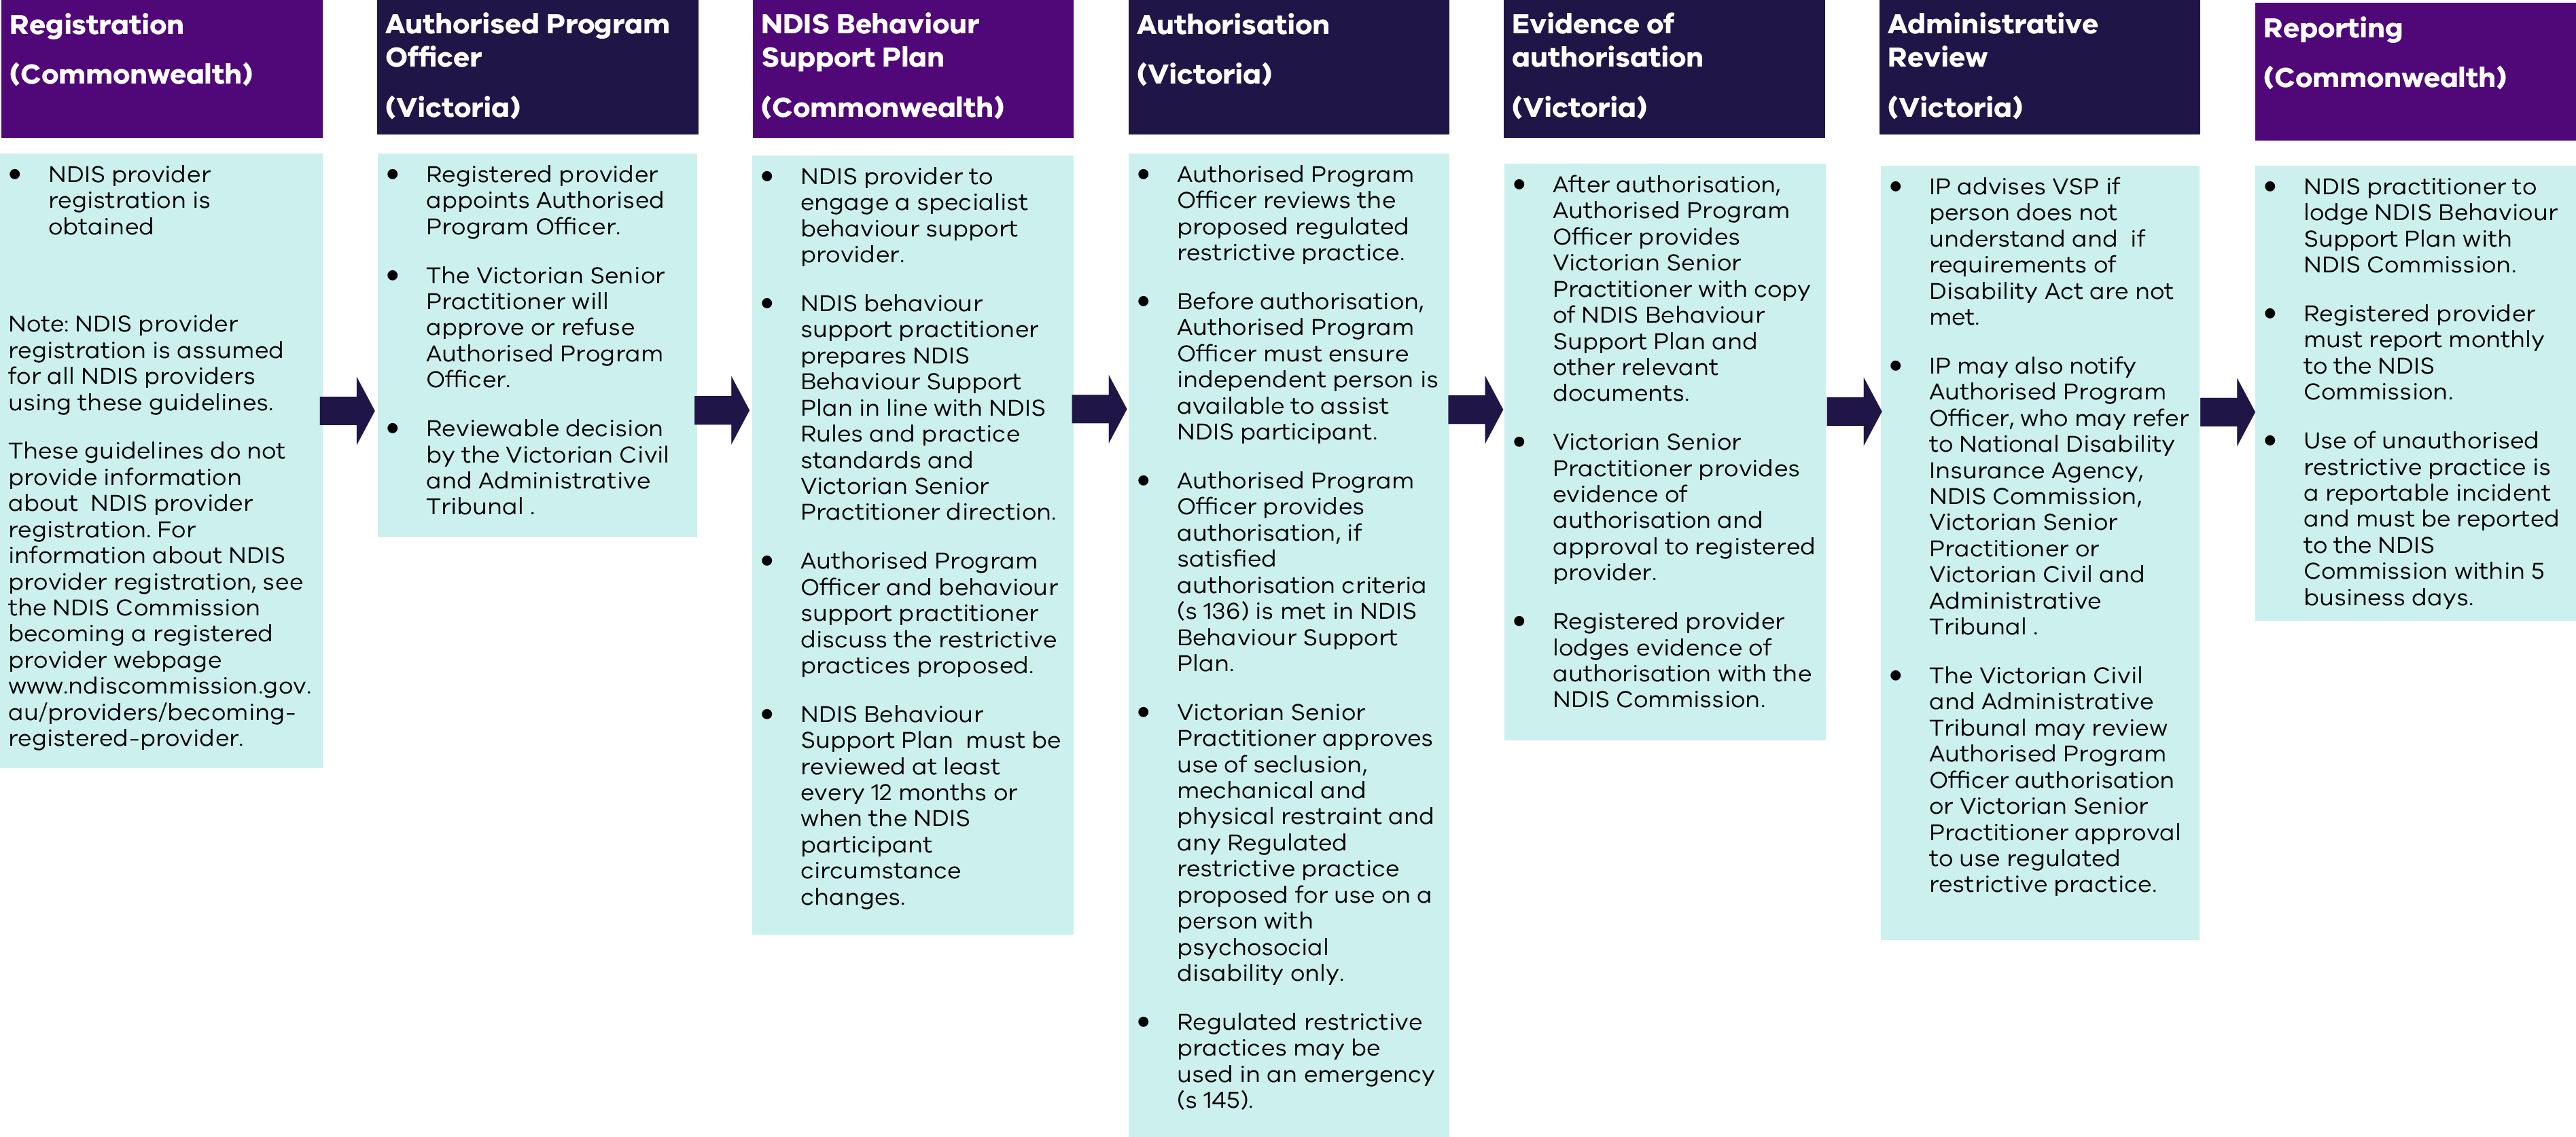 Registration
(Commonwealth)
• NDIS provider
registration is
obtained
Note: NDIS provider
registration is assumed
for all NDIS providers
using these guidelines.
These guidelines do not
provide information
about  NDIS provider
registration. For
information about NDIS
provider registration, see
the NDIS Commission
becoming a registered
provider webpage
www.ndiscommission.gov.
au/providers/becoming-
registered-provider.
Authorised Program
Officer
(Victoria)
• Registered provider
appoints Authorised
Program Officer.
• The Victorian Senior
Practitioner will
approve or refuse
Authorised Program
Officer.
• Reviewable decision
by the Victorian Civil
and Administrative
Tribunal .
NDIS Behaviour
Support Plan
(Commonwealth)
• NDIS provider to
engage a specialist
behaviour support
provider.
• NDIS behaviour
support practitioner
prepares NDIS
Behaviour Support
Plan in line with NDIS
Rules and practice
standards and
Victorian Senior
Practitioner direction.
• Authorised Program
Officer and behaviour
support practitioner
discuss the restrictive
practices proposed.
• NDIS Behaviour
Support Plan  must be
reviewed at least
every 12 months or
when the NDIS
participant
circumstance
changes.
Authorisation
(Victoria)
• Authorised Program
Officer reviews the
proposed regulated
restrictive practice.
• Before authorisation,
Authorised Program
Officer must ensure
independent person is
available to assist
NDIS participant.
• Authorised Program
Officer provides
authorisation, if
satisfied
authorisation criteria
(s 136) is met in NDIS
Behaviour Support
Plan.
• Victorian Senior
Practitioner approves
use of seclusion,
mechanical and
physical restraint and
any Regulated
restrictive practice
proposed for use on a
person with
psychosocial
disability only.
• Regulated restrictive
practices may be
used in an emergency
(s 145).
Evidence of
authorisation
(Victoria)
• After authorisation,
Authorised Program
Officer provides
Victorian Senior
Practitioner with copy
of NDIS Behaviour
Support Plan and
other relevant
documents.
• Victorian Senior
Practitioner provides
evidence of
authorisation and
approval to registered
provider.
• Registered provider
lodges evidence of
authorisation with the
NDIS Commission.
Administrative
Review
(Victoria)
• IP advises VSP if
person does not
understand and  if
requirements of
Disability Act are not
met.
• IP may also notify
Authorised Program
Officer, who may refer
to National Disability
Insurance Agency,
NDIS Commission,
Victorian Senior
Practitioner or
Victorian Civil and
Administrative
Tribunal .
• The Victorian Civil
and Administrative
Tribunal may review
Authorised Program
Officer authorisation
or Victorian Senior
Practitioner approval
to use regulated
restrictive practice.
Reporting
(Commonwealth)
• NDIS practitioner to
lodge NDIS Behaviour
Support Plan with
NDIS Commission.
• Registered provider
must report monthly
to the NDIS
Commission.
• Use of unauthorised
restrictive practice is
a reportable incident
and must be reported
to the NDIS
Commission within 5
business days.